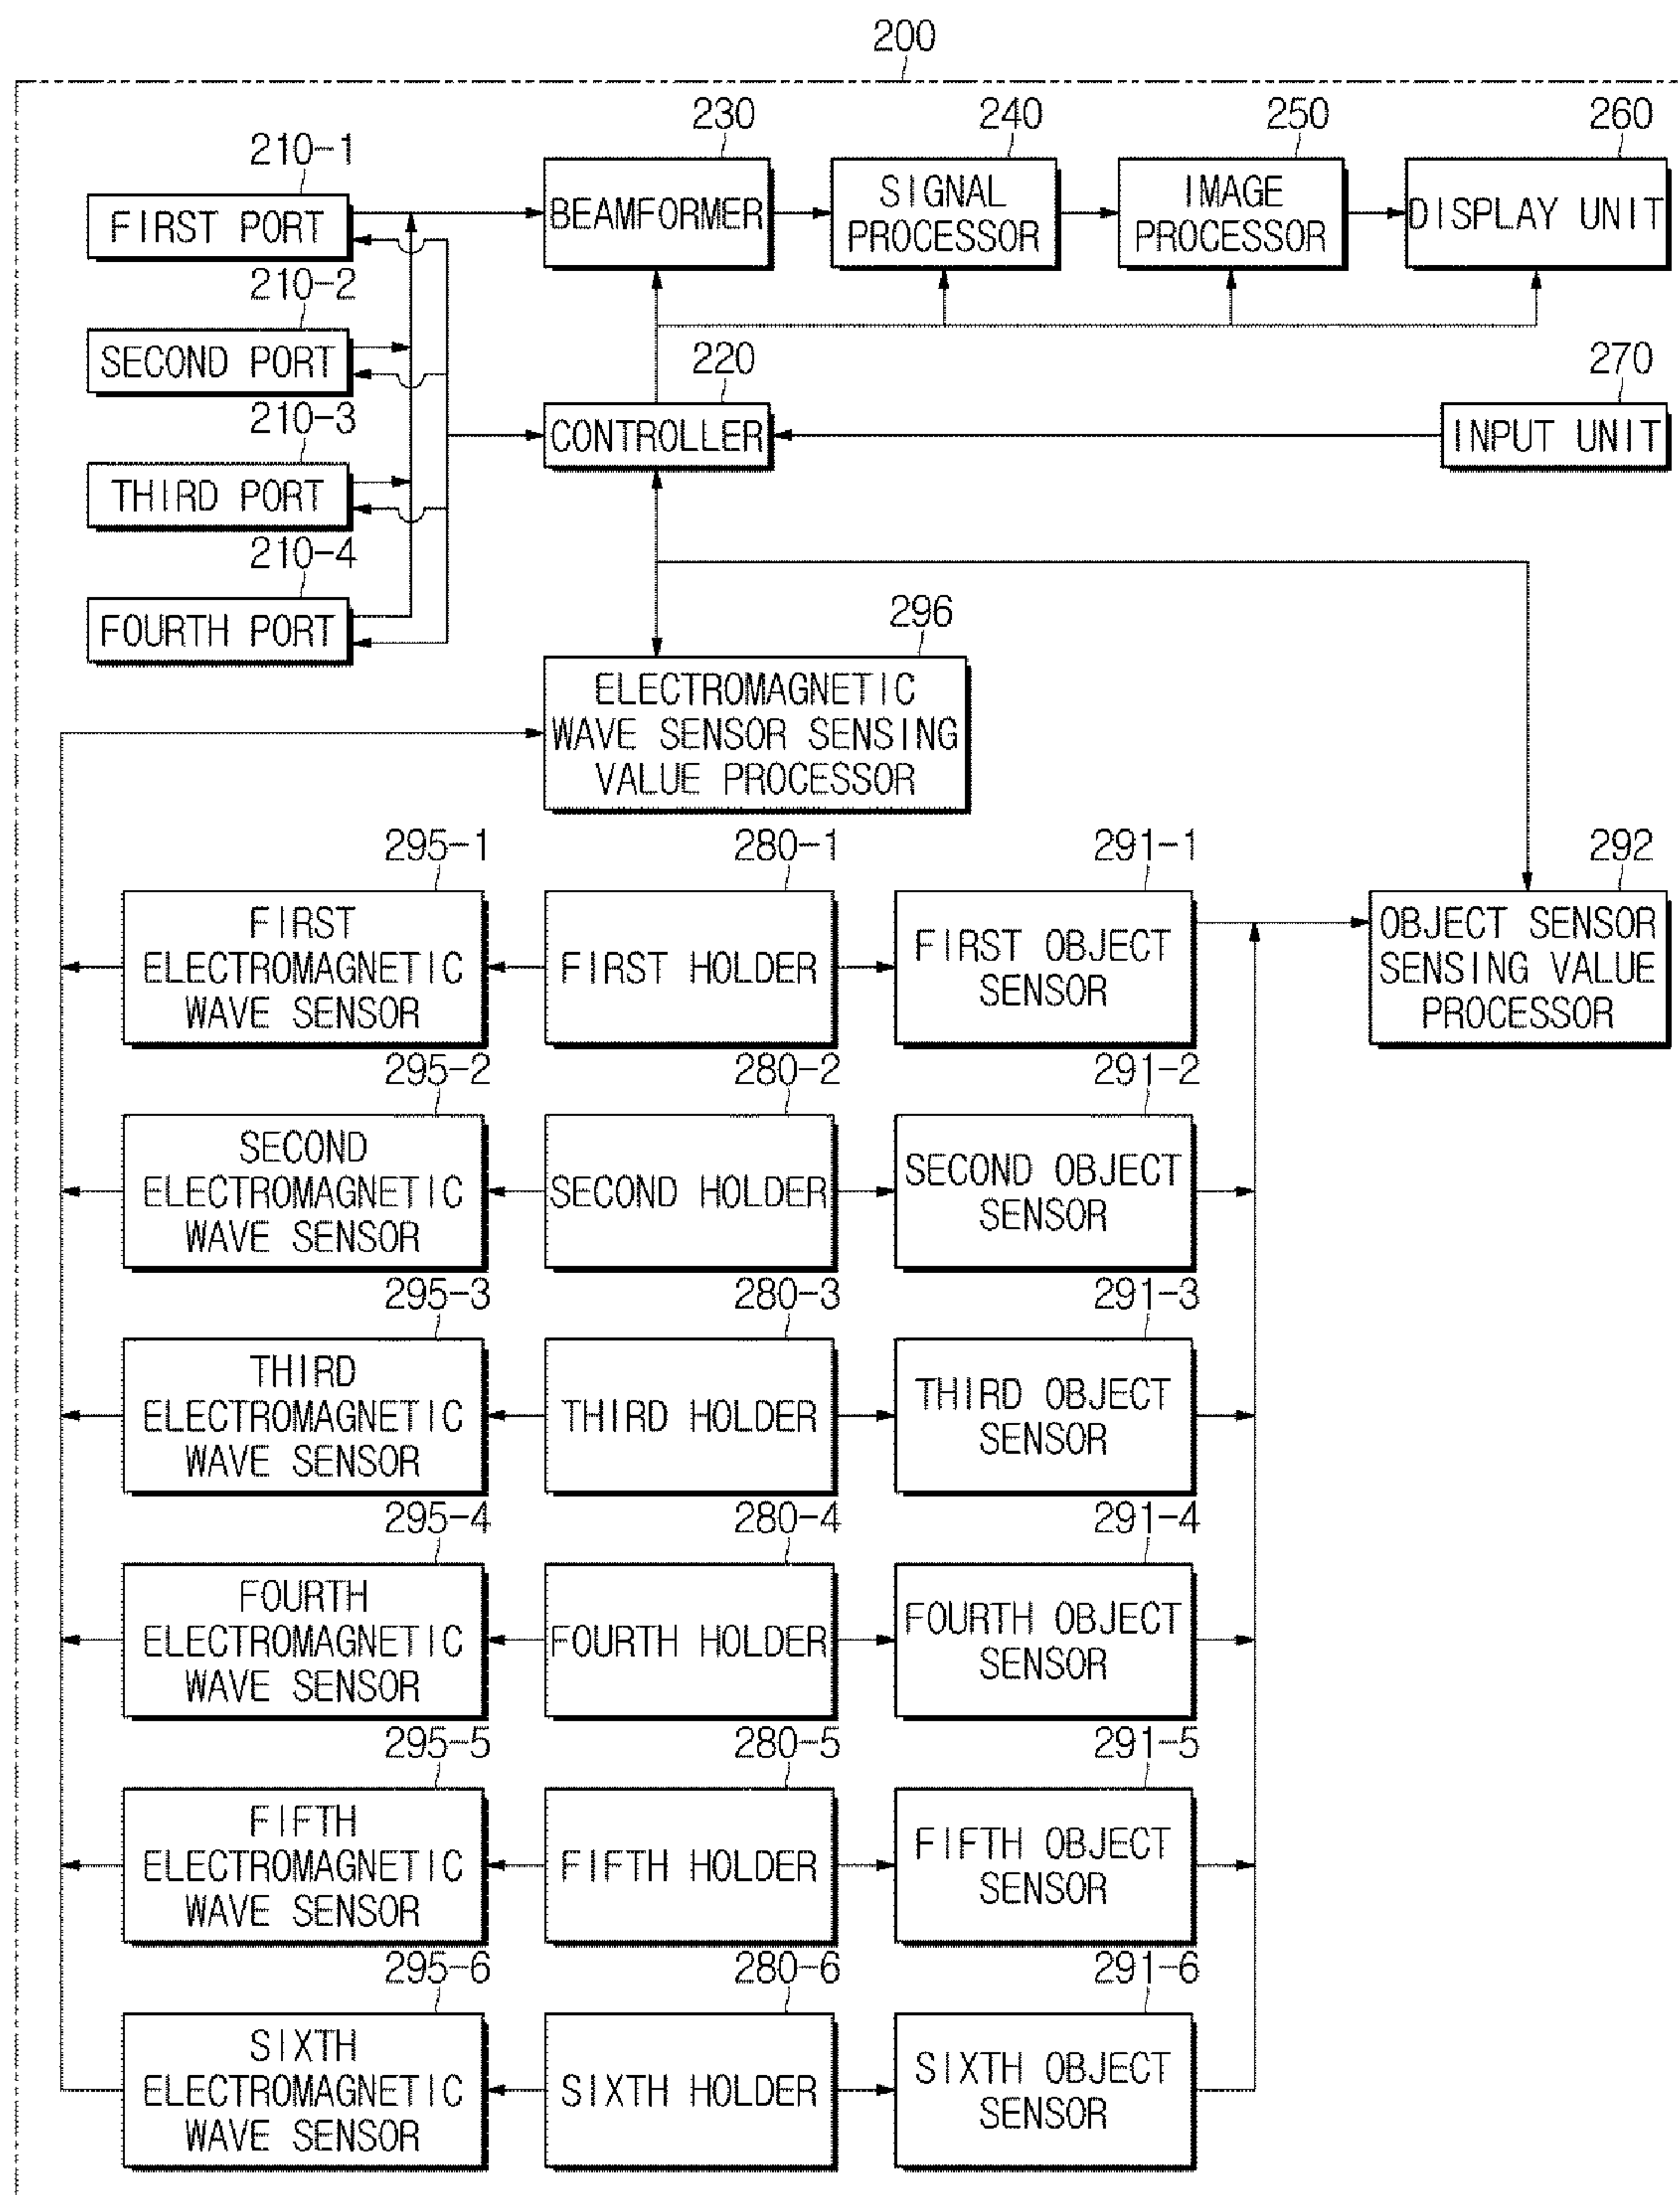 200
230
240
250
260
210-1
FIRST PORT
BEAMFORMER
SIGNAL
PROCESSOR
IMAGE
PROCESSOR
DISPLAY UNIT
210-2
SECOND PORT
220
270
210-3
CONTROLLER
INPUT UNIT
THIRD PORT
210-4
FOURTH PORT
296
ELECTROMAGNETIC
WAVE SENSOR SENSING
VALUE PROCESSOR
295-1
280-1
291-1
292
FIRST
ELECTROMAGNETIC
WAVE SENSOR
FIRST HOLDER
FIRST OBJECT
SENSOR
OBJECT SENSOR
SENSING VALUE
PROCESSOR
295-2
280-2
291-2
SECOND
ELECTROMAGNETIC
WAVE SENSOR
SECOND HOLDER
SECOND OBJECT
SENSOR
295-3
280-3
291-3
THIRD
ELECTROMAGNETIC
WAVE SENSOR
THIRD HOLDER
THIRD OBJECT
SENSOR
295-4
280-4
291-4
FOURTH
ELECTROMAGNETIC
WAVE SENSOR
FOURTH HOLDER
FOURTH OBJECT
SENSOR
295-5
280-5
291-5
FIFTH
ELECTROMAGNETIC
WAVE SENSOR
FIFTH HOLDER
FIFTH OBJECT
SENSOR
295-6
280-6
291-6
SIXTH
ELECTROMAGNETIC
WAVE SENSOR
SIXTH HOLDER
SIXTH OBJECT
SENSOR